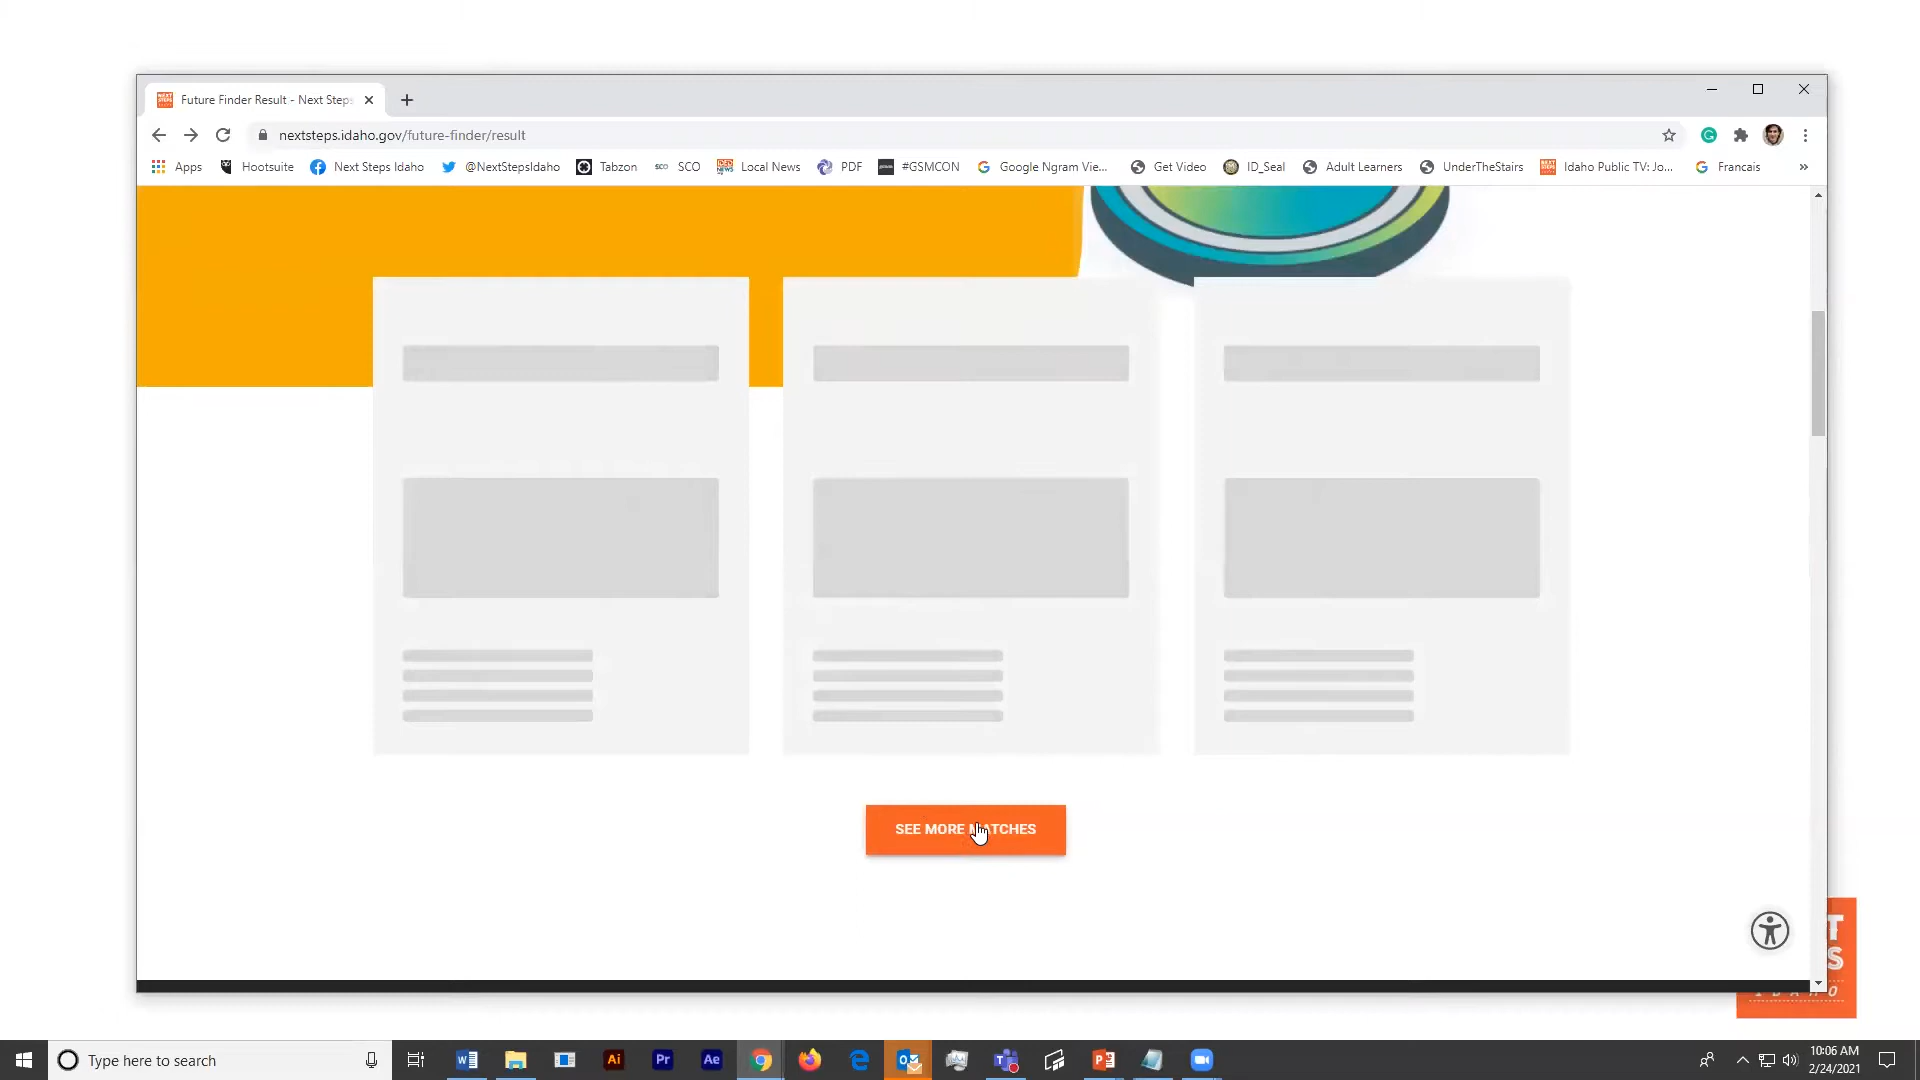 Future Finder Result - Next Steps
nextsteps.idaho.gov/future-finder/result
Apps Hootsuite Next Steps Idaho @NextStepsIdaho Tabzon SCO SCO Local News PDF #GSMCON Google Ngram Vie... Get Video ID_Seal Adult Learners UnderTheStairs Idaho Public TV: Jo... Francais »
SEE MORE MATCHES
T
S
IDAHO
Type here to search
10:06 AM
2/24/2021